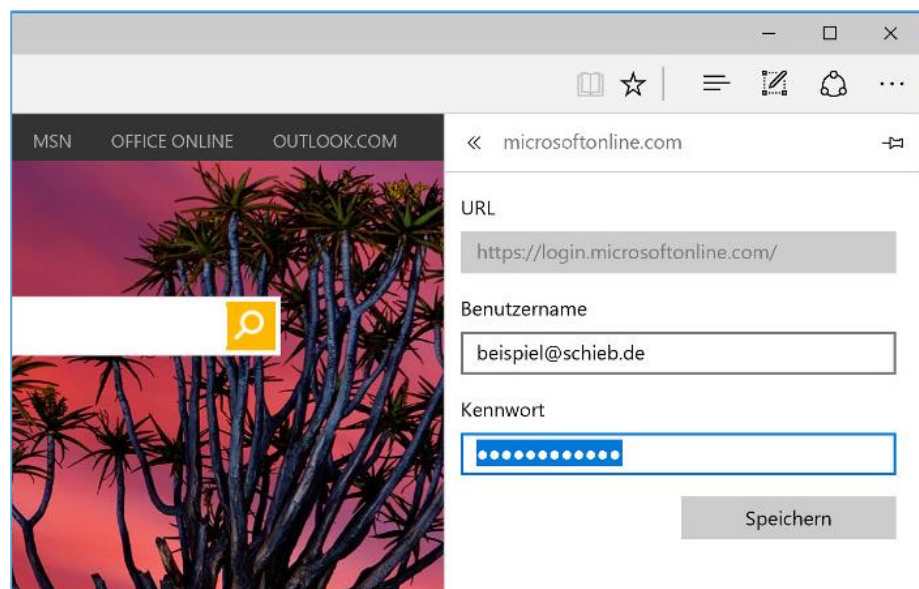 MSN OFFICE ONLINE OUTLOOK.COM
microsoftonline.com
URL
https://login.microsoftonline.com/
Benutzername
beispiel@schieb.de
Kennwort
●●●●●●●●●●●●
Speichern